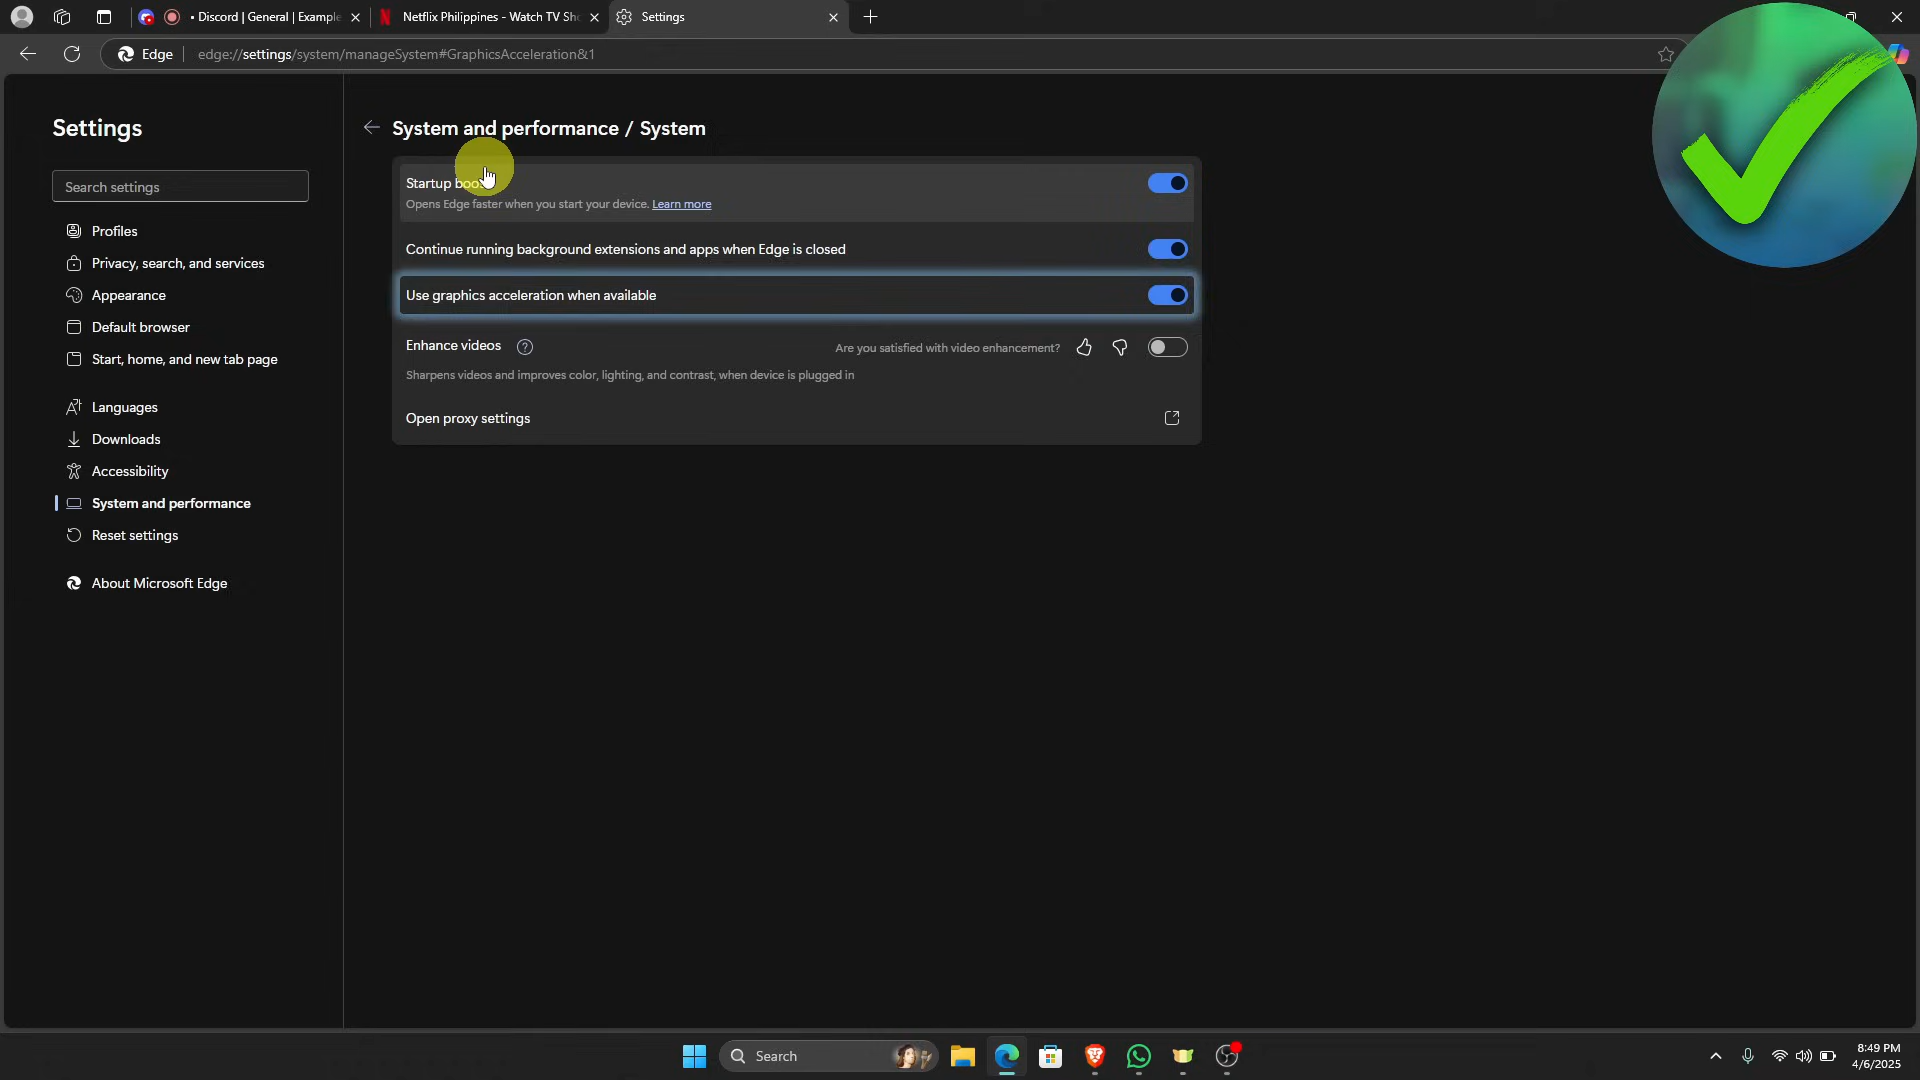 Discord | General | Example
Netflix Philippines - Watch TV Sh
Settings
Edge
edge://settings/system/manageSystem#GraphicsAcceleration&1
Settings
Search settings
Profiles
Privacy, search, and services
Appearance
Default browser
Start, home, and new tab page
Languages
Downloads
Accessibility
System and performance
Reset settings
About Microsoft Edge
System and performance / System
Startup boost
Opens Edge faster when you start your device. Learn more
Continue running background extensions and apps when Edge is closed
Use graphics acceleration when available
Enhance videos
Are you satisfied with video enhancement?
Sharpens videos and improves color, lighting, and contrast, when device is plugged in
Open proxy settings
Search
8:49 PM
4/6/2025